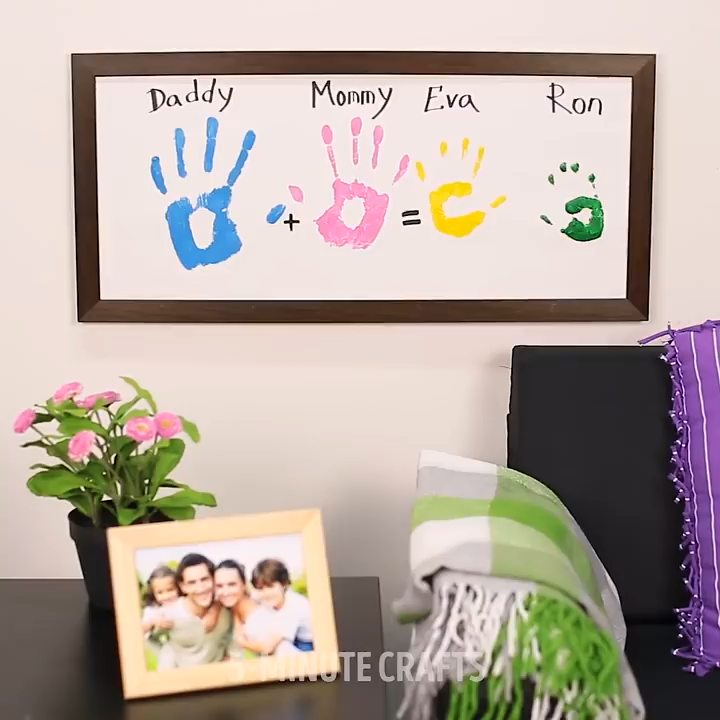 Daddy Mommy Eva Ron
+ =
5-MINUTE CRAFTS